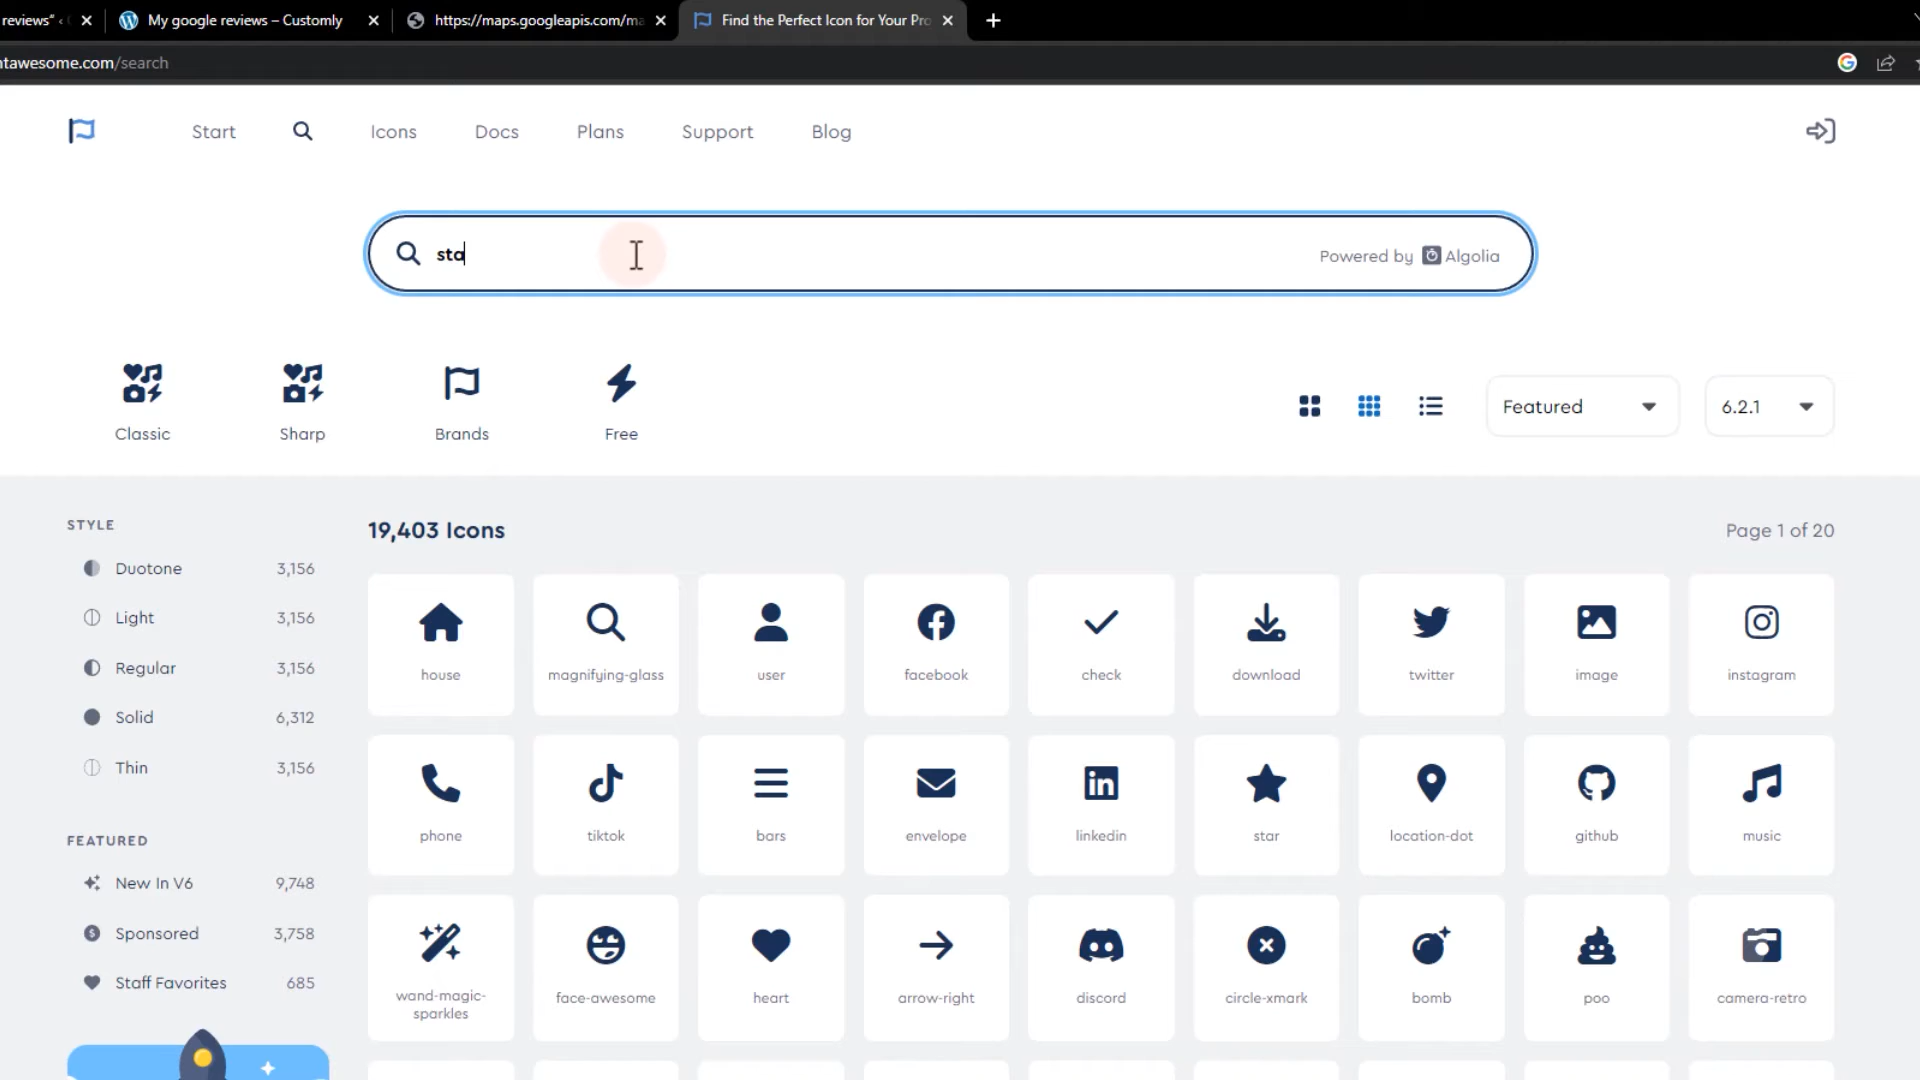 reviews“ ‹
My google reviews – Customly
https://maps.googleapis.com/ma
Find the Perfect Icon for Your Pro
ntawesome.com/search
Start
Icons
Docs
Plans
Support
Blog
sta
Powered by Algolia
Classic
Sharp
Brands
Free
Featured
6.2.1
STYLE
19,403 Icons
Page 1 of 20
Duotone 3,156
Light 3,156
Regular 3,156
Solid 6,312
Thin 3,156
FEATURED
New In V6 9,748
Sponsored 3,758
Staff Favorites 685
house
magnifying-glass
user
facebook
check
download
twitter
image
instagram
phone
tiktok
bars
envelope
linkedin
star
location-dot
github
music
wand-magic-
sparkles
face-awesome
heart
arrow-right
discord
circle-xmark
bomb
poo
camera-retro